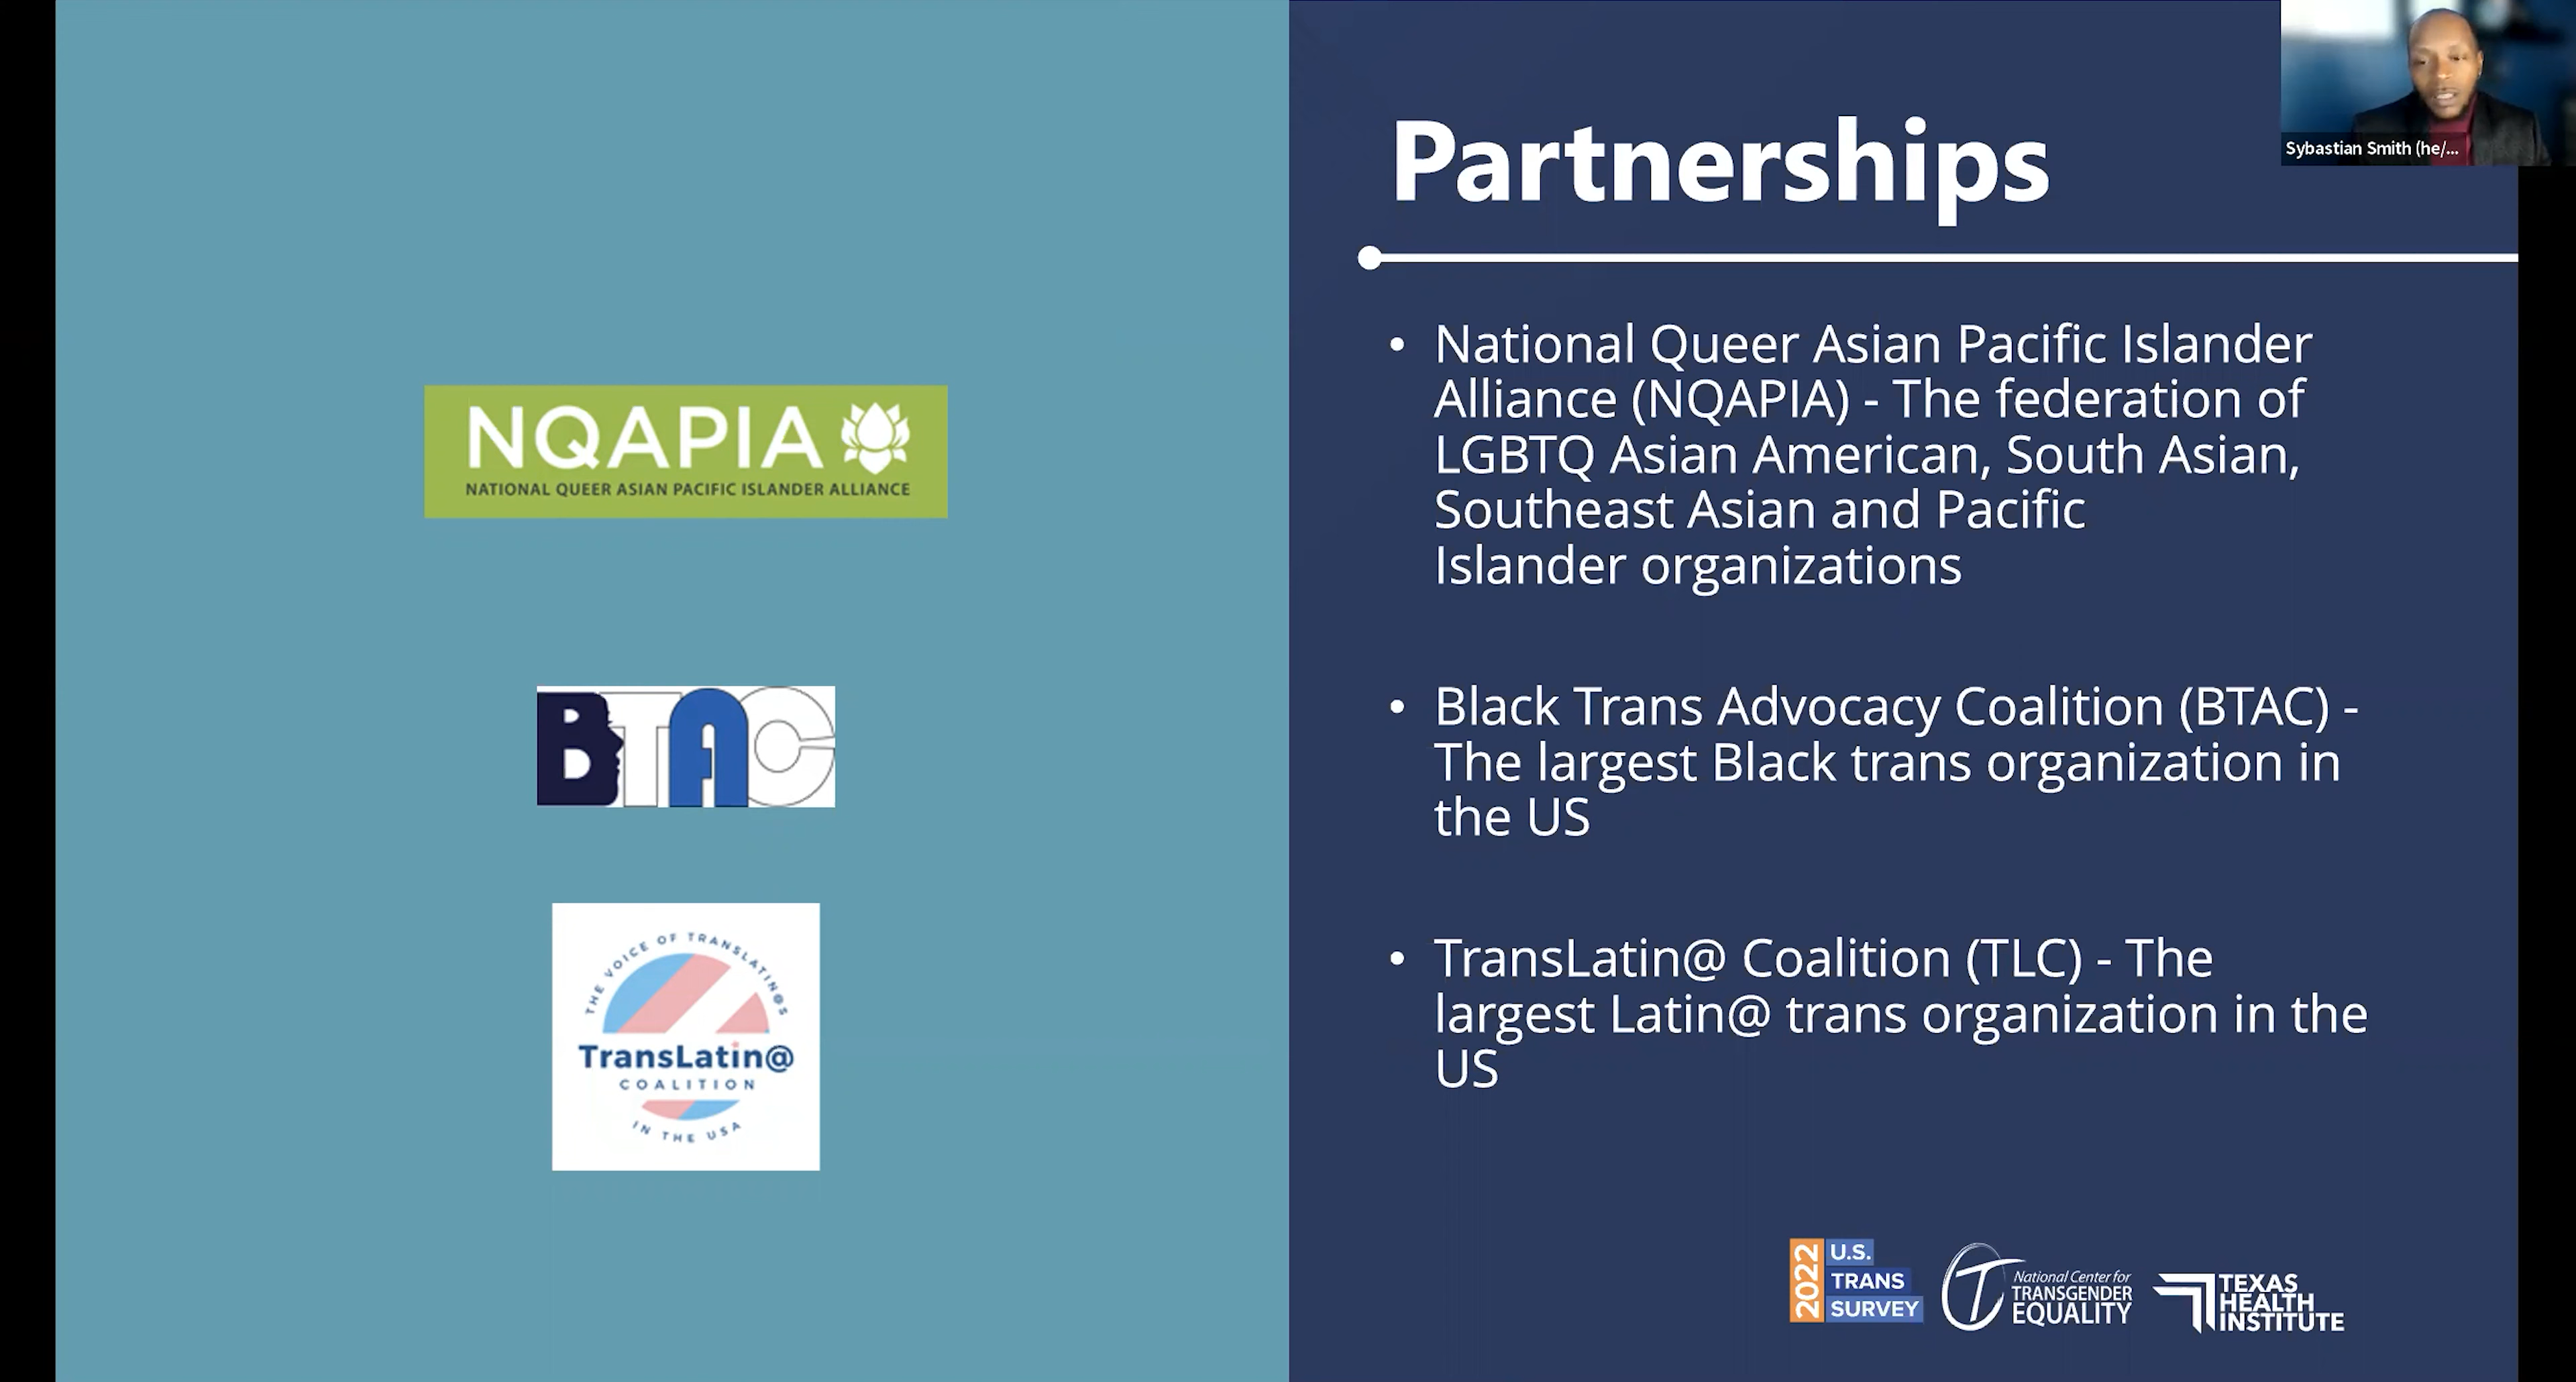 Partnerships
Sybastian Smith (he/...
NQAPIA
NATIONAL QUEER ASIAN PACIFIC ISLANDER ALLIANCE
BTAC
THE VOICE OF TRANSLATIN@S
TransLatin@
COALITION
IN THE USA
• National Queer Asian Pacific Islander
Alliance (NQAPIA) - The federation of
LGBTQ Asian American, South Asian,
Southeast Asian and Pacific
Islander organizations
• Black Trans Advocacy Coalition (BTAC) -
The largest Black trans organization in
the US
• TransLatin@ Coalition (TLC) - The
largest Latin@ trans organization in the
US
2022
U.S.
TRANS
SURVEY
National Center for
TRANSGENDER
EQUALITY
TEXAS
HEALTH
INSTITUTE